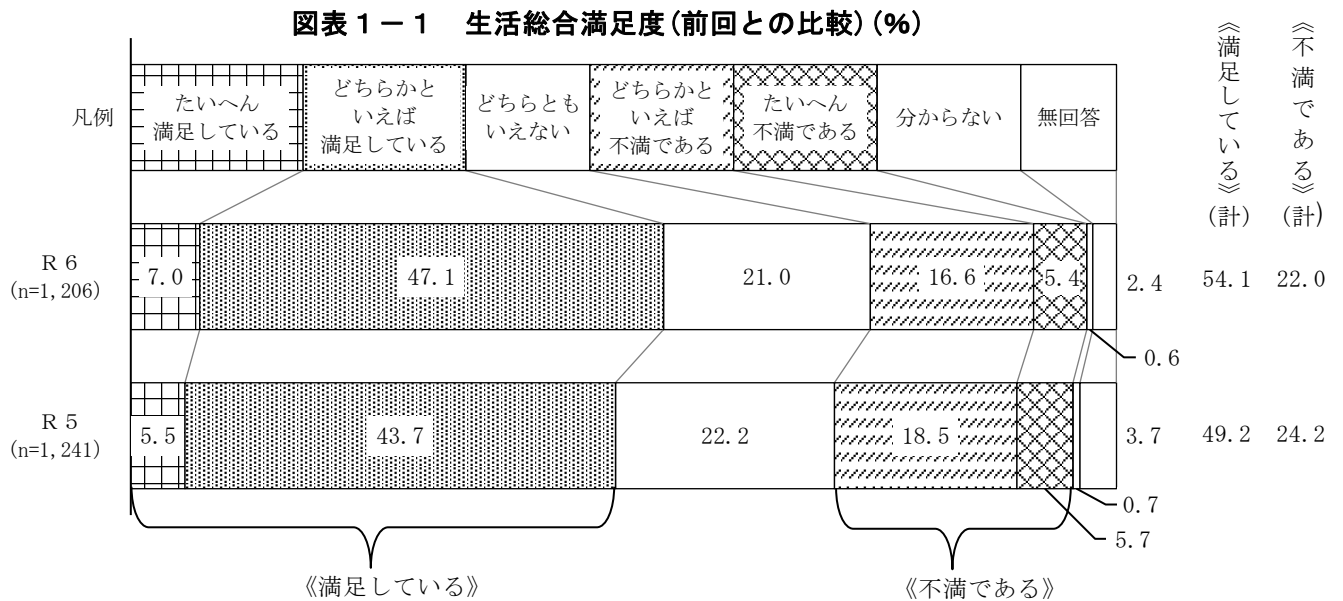 図表１－１　生活総合満足度(前回との比較)(%)
凡例
たいへん
満足している
どちらかと
いえば
満足している
どちらとも
いえない
どちらかと
いえば
不満である
たいへん
不満である
分からない
無回答
《満足している》
(計)
《不満である》
(計)
Ｒ６
(n=1,206)
7.0
47.1
21.0
16.6
5.4
2.4
54.1
22.0
0.6
Ｒ５
(n=1,241)
5.5
43.7
22.2
18.5
3.7
49.2
24.2
0.7
5.7
《満足している》
《不満である》